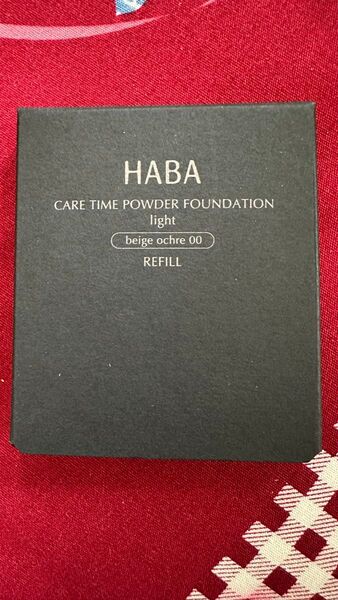 HABA
CARE TIME POWDER FOUNDATION
light
beige ochre 00
REFILL